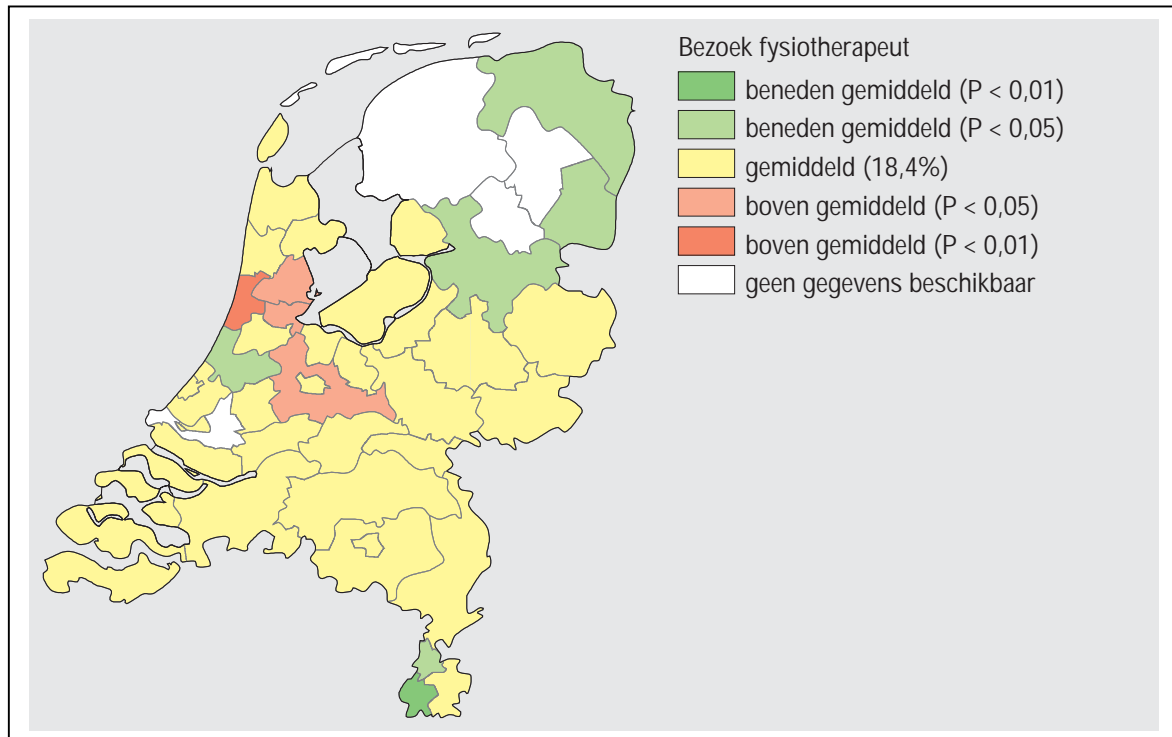 Bezoek fysiotherapeut
beneden gemiddeld (P < 0,01)
beneden gemiddeld (P < 0,05)
gemiddeld (18,4%)
boven gemiddeld (P < 0,05)
boven gemiddeld (P < 0,01)
geen gegevens beschikbaar